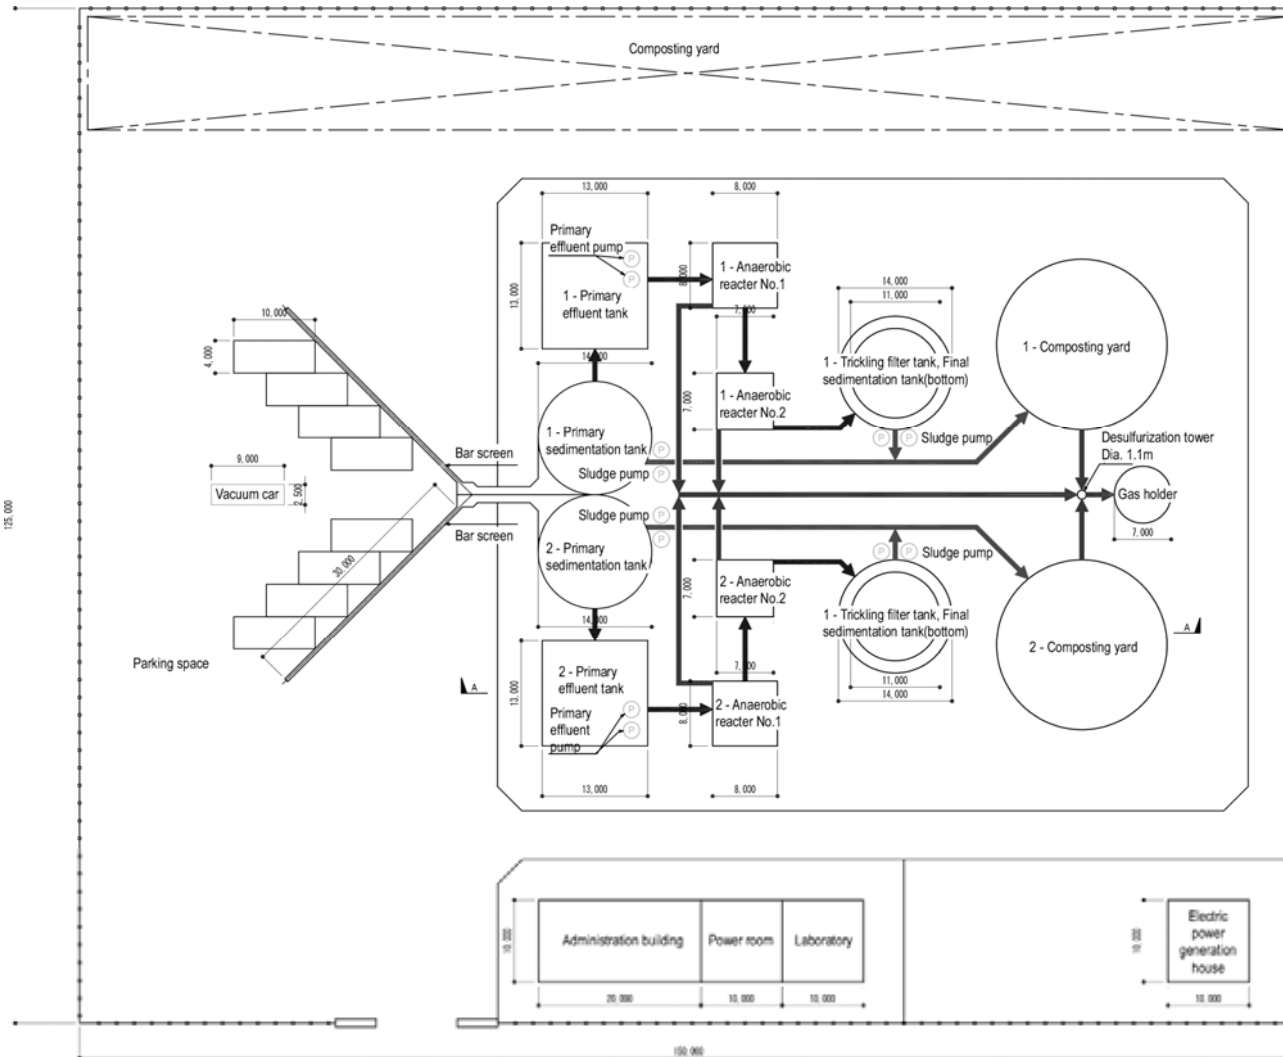 Composting yard
13,000
8,000
Primary
effluent pump
P
P
1 - Primary
effluent tank
13,000
8,000
1 - Anaerobic
reacter No.1
7,000
14,000
11,000
1 - Trickling filter tank, Final
sedimentation tank(bottom)
1 - Composting yard
10,000
4,000
14,000
7,000
1 - Anaerobic
reacter No.2
1 - Primary
sedimentation tank
P
P
P
Sludge pump
Sludge pump
P
Desulfurization tower
Dia. 1.1m
Bar screen
9,000
Vacuum car
2,500
Gas holder
7,000
125,000
Bar screen
30,000
Sludge pump
P
P
2 - Primary
sedimentation tank
P
P
Sludge pump
7,000
2 - Anaerobic
reacter No.2
1 - Trickling filter tank, Final
sedimentation tank(bottom)
11,000
14,000
2 - Composting yard
A
14,000
Parking space
A
7,000
13,000
2 - Primary
effluent tank
Primary
effluent
pump
P
P
8,000
2 - Anaerobic
reacter No.1
13,000
8,000
10,000
Administration building
Power room
Laboratory
20,000
10,000
10,000
10,000
Electric
power
generation
house
10,000
150,000